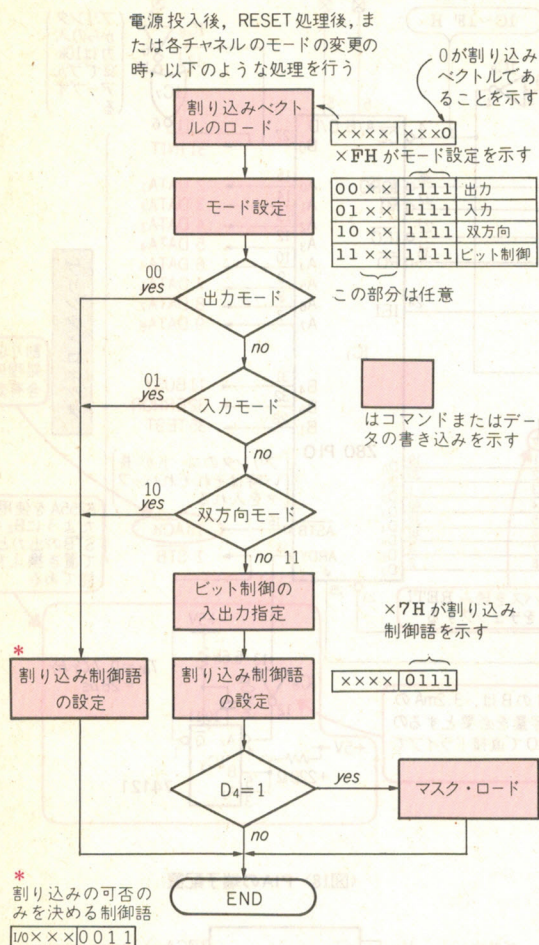 電源投入後，RESET処理後，ま
たは各チャネルのモードの変更の
時，以下のような処理を行う
0が割り込み
ベクトルであ
ることを示す
割り込みベクト
ルのロード
×××× ×××0
×FHがモード設定を示す
モード設定
00×× 1111 出力
01×× 1111 入力
10×× 1111 双方向
11×× 1111 ビット制御
この部分は任意
00
yes
出力モード
no
01
yes
入力モード
no
はコマンドまたはデー
タの書き込みを示す
10
yes
双方向モード
no 11
ビット制御の
入出力指定
×7Hが割り込み
制御語を示す
*
割り込み制御語
の設定
割り込み制御語
の設定
×××× 0111
D4=1
yes
マスク・ロード
no
END
*
割り込みの可否の
みを決める制御語
I/0××× 0011